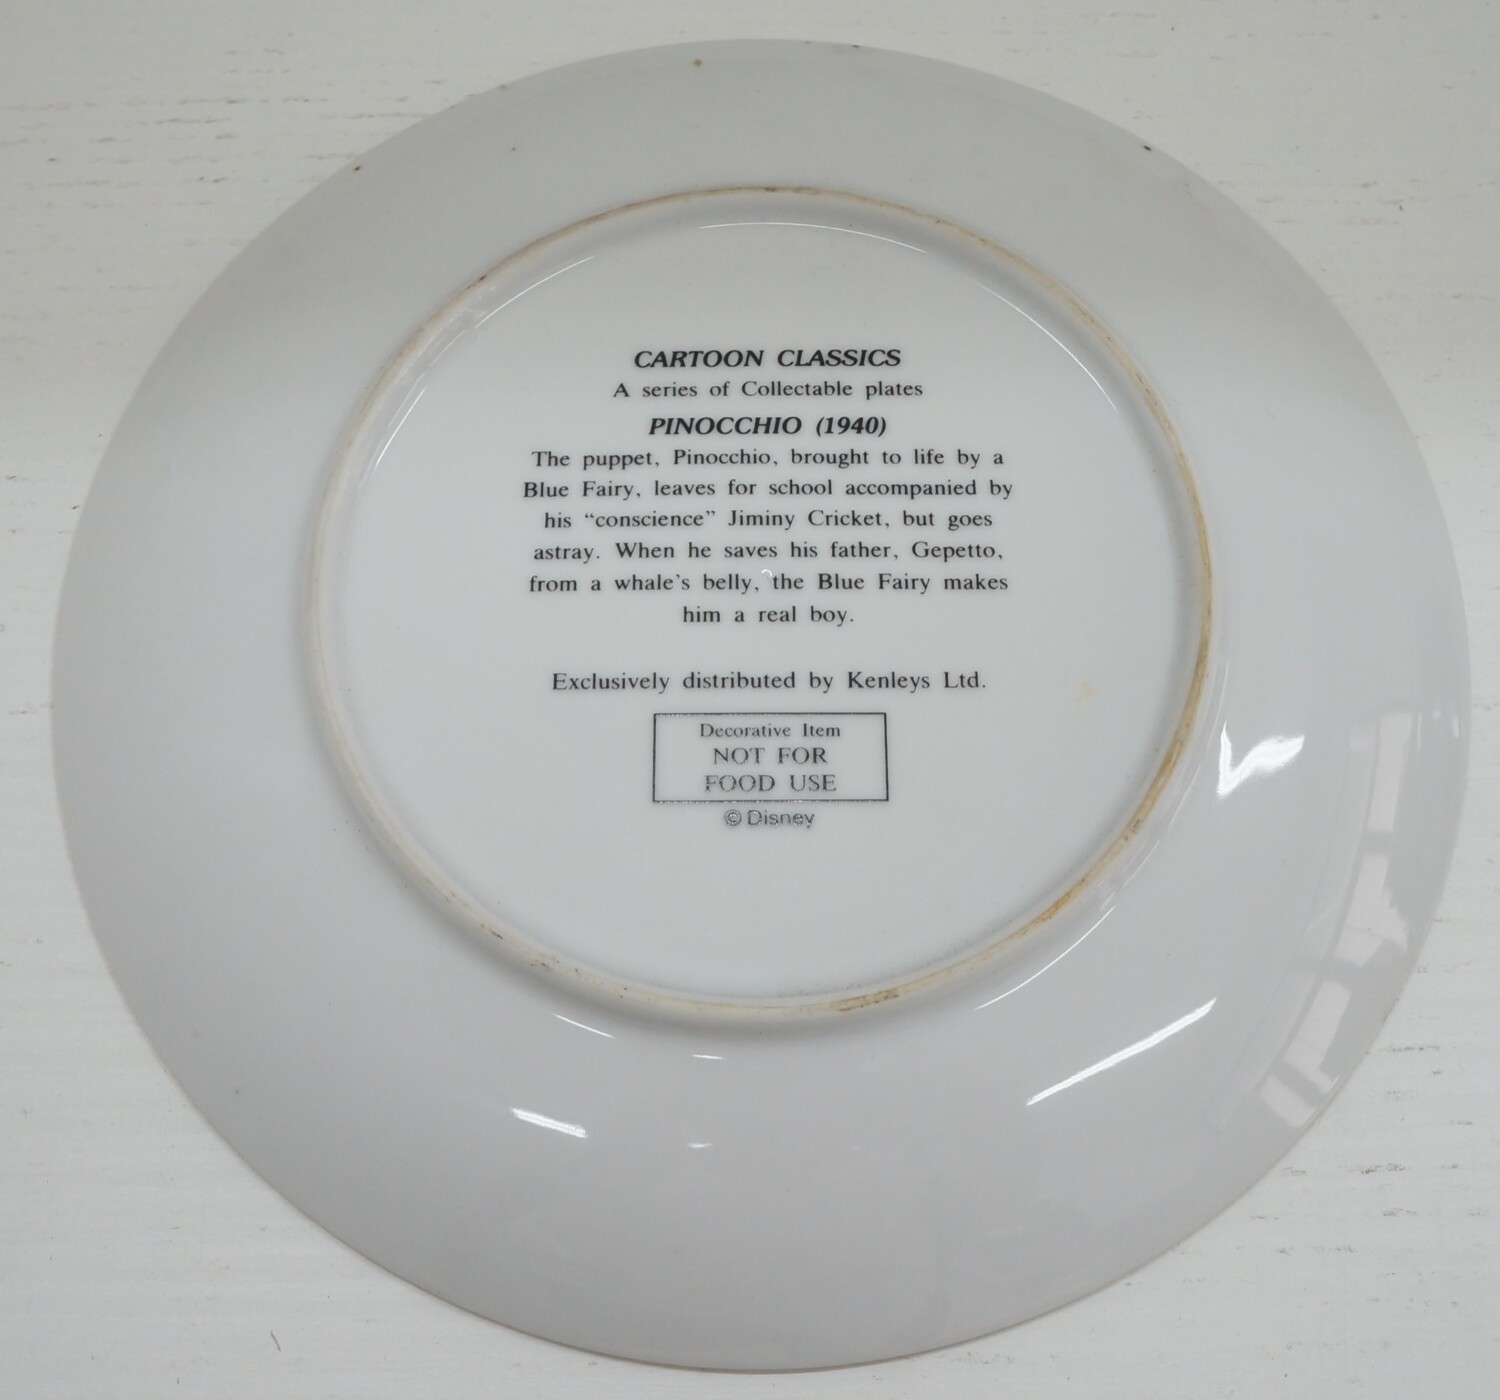 CARTOON CLASSICS
A series of Collectable plates
PINOCCHIO (1940)
The puppet, Pinocchio, brought to life by a
Blue Fairy, leaves for school accompanied by
his “conscience” Jiminy Cricket, but goes
astray. When he saves his father, Gepetto,
from a whale's belly, the Blue Fairy makes
him a real boy.
Exclusively distributed by Kenleys Ltd.
Decorative Item
NOT FOR
FOOD USE
© Disney